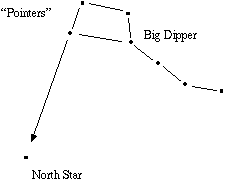 “Pointers”
Big Dipper
North Star